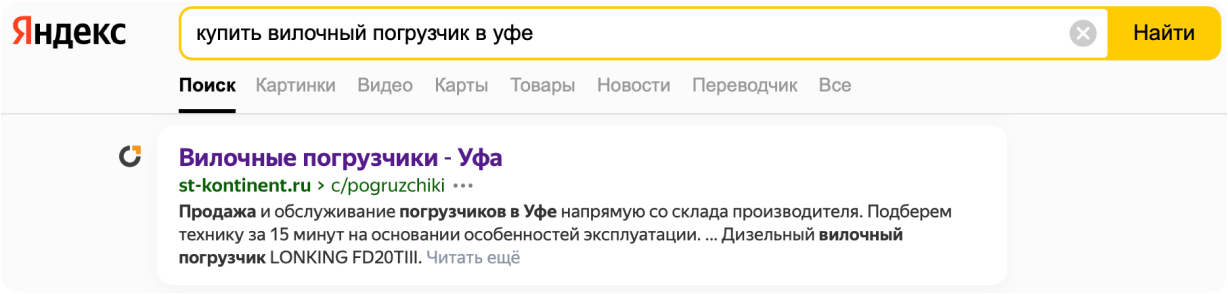 Яндекс
купить вилочный погрузчик в уфе
Найти
Поиск Картинки Видео Карты Товары Новости Переводчик Все
Вилочные погрузчики - Уфа
st-kontinent.ru › c/pogruzchiki
Продажа и обслуживание погрузчиков в Уфе напрямую со склада производителя. Подберем
технику за 15 минут на основании особенностей эксплуатации. ... Дизельный вилочный
погрузчик LONKING FD20TIII. Читать ещё